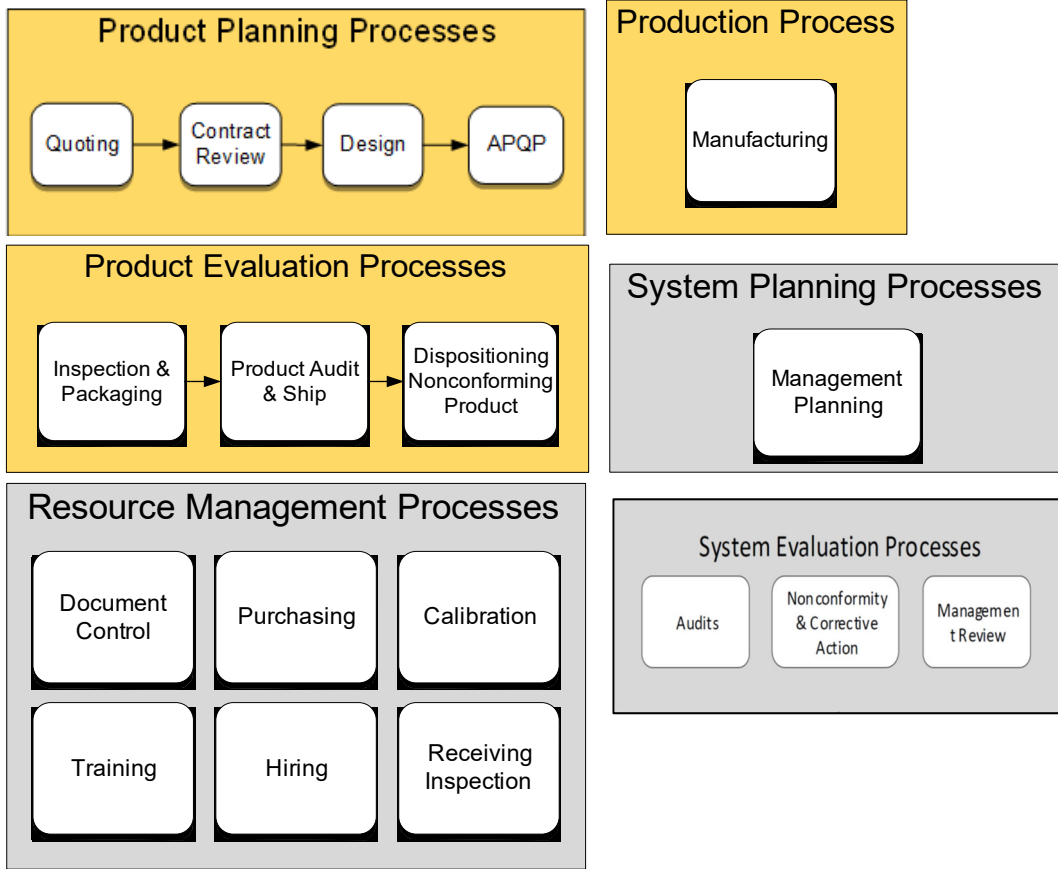 Product Planning Processes
Quoting
Contract
Review
Design
APQP
Production Process
Manufacturing
Product Evaluation Processes
Inspection &
Packaging
Product Audit
& Ship
Dispositioning
Nonconforming
Product
System Planning Processes
Management
Planning
Resource Management Processes
Document
Control
Purchasing
Calibration
Training
Hiring
Receiving
Inspection
System Evaluation Processes
Audits
Nonconformity
& Corrective
Action
Managemen
t Review